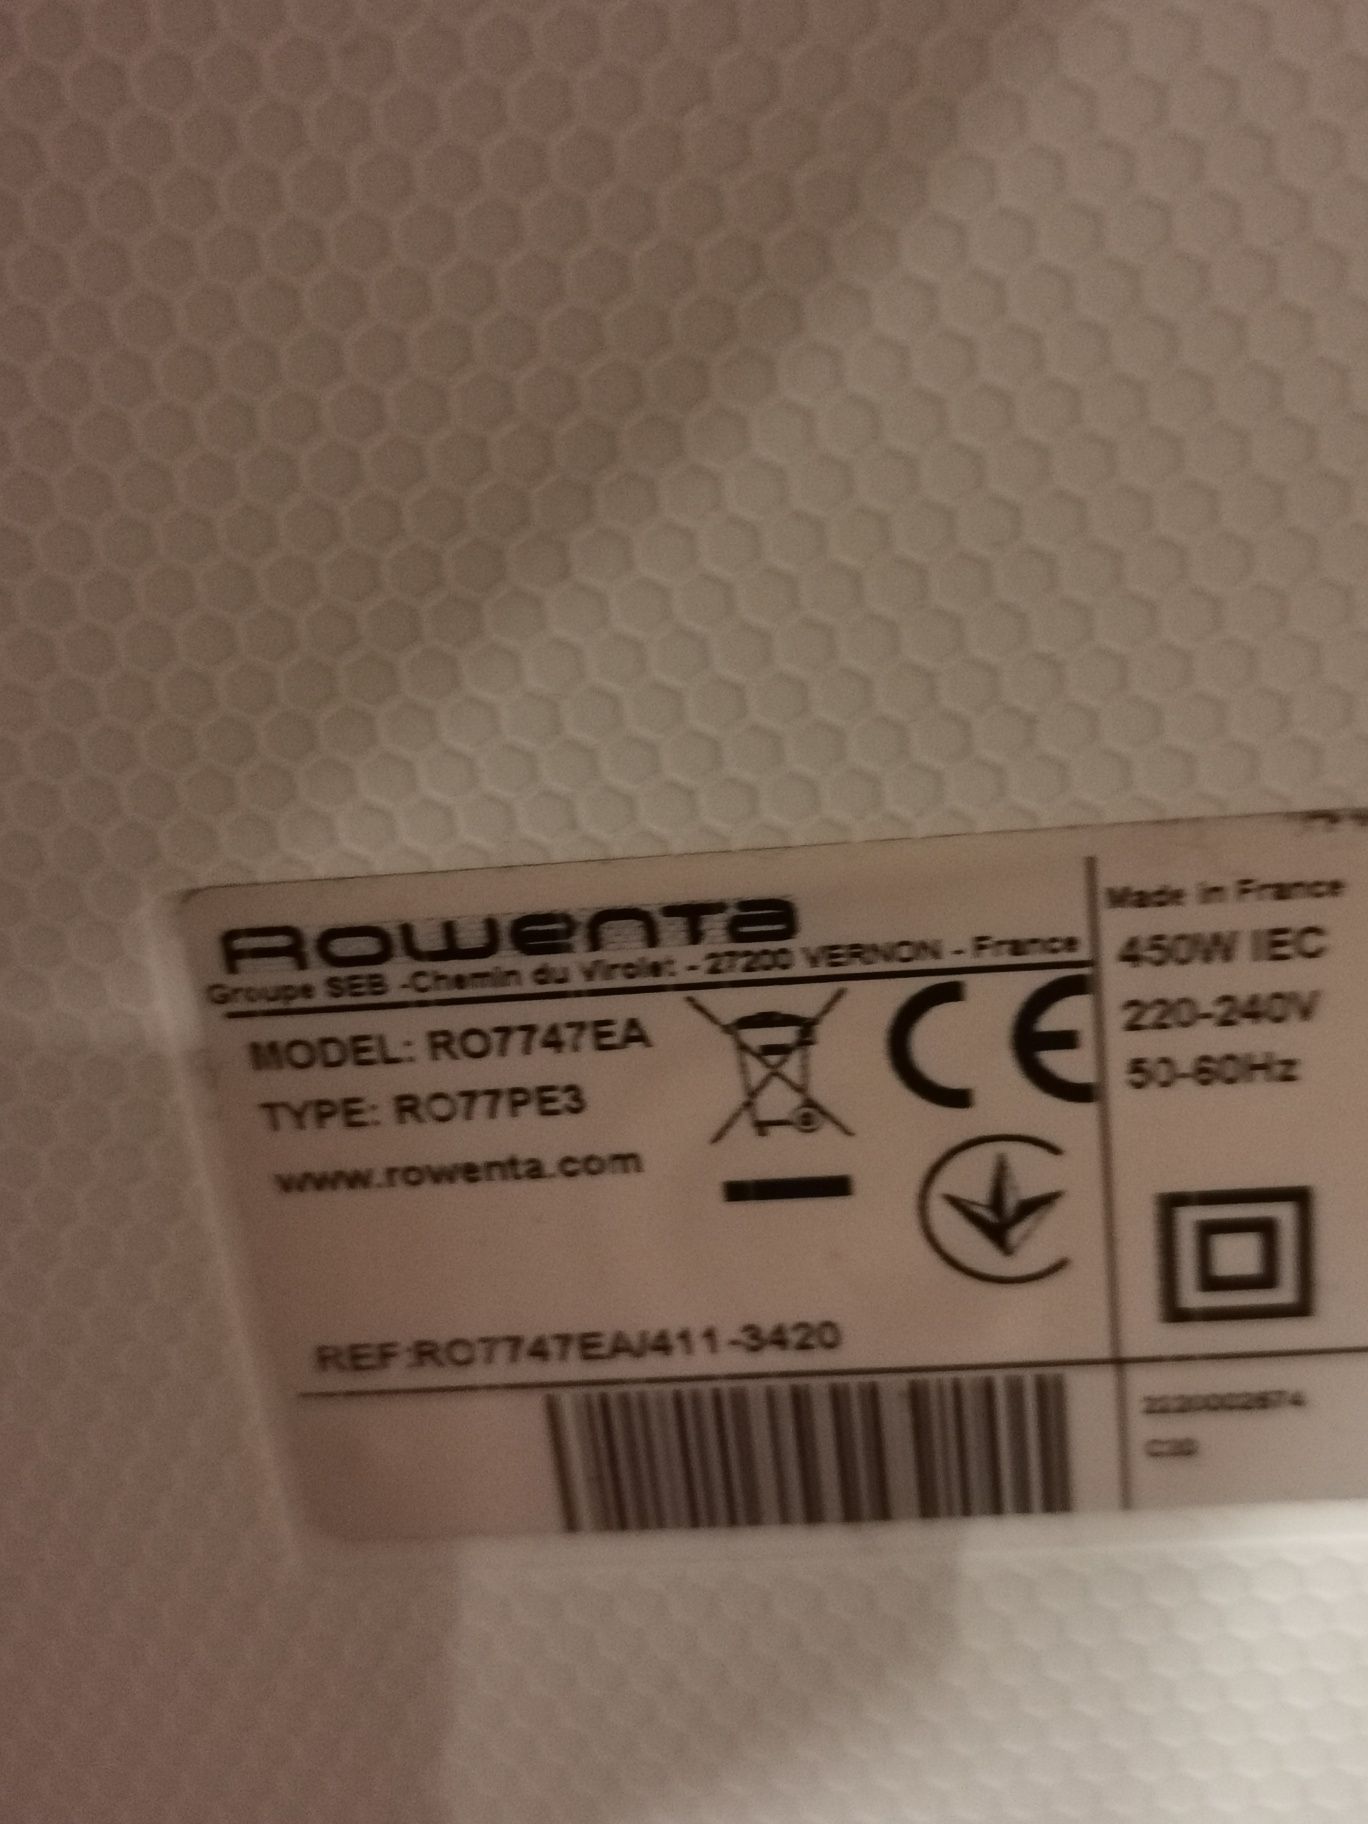 ROWENTA
Groupe SEB -Chemin du Virolet - 27200 VERNON - France
MODEL: RO7747EA
TYPE: RO77PE3
www.rowenta.com
REF:RO7747EA/411-3420
Made in France
450W IEC
220-240V
50-60Hz
CE